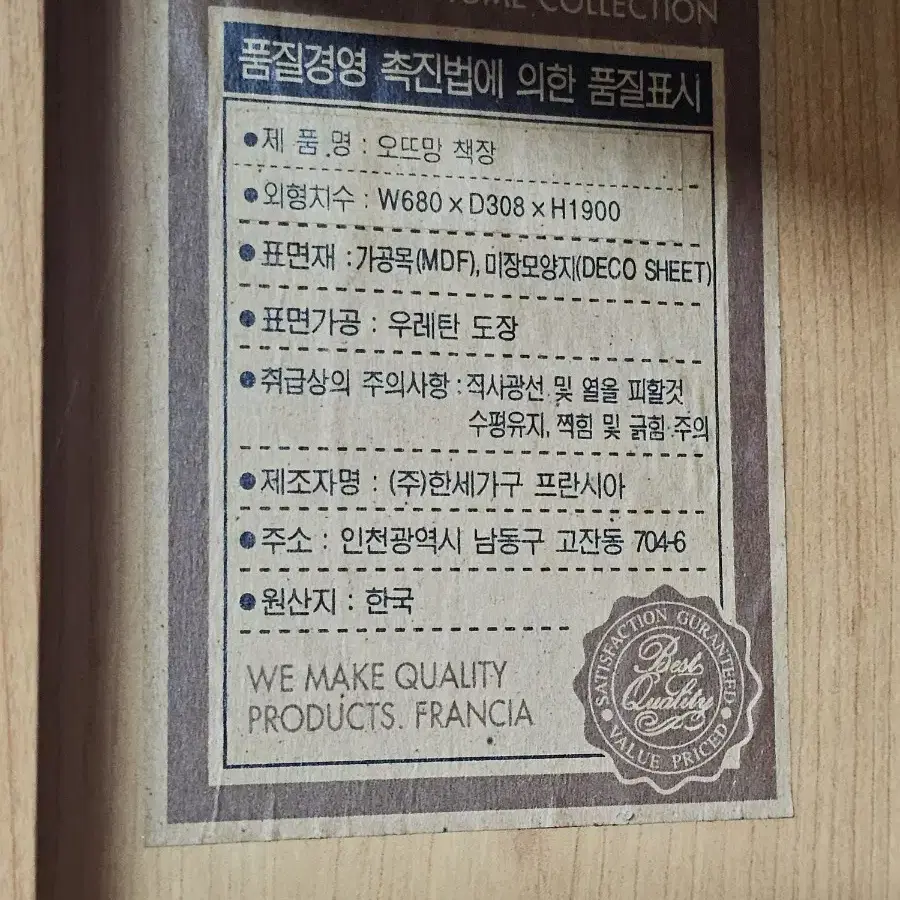 HOME COLLECTION
품질경영 촉진법에 의한 품질표시
●제 품 명 : 오뜨망 책장
●외형치수 : W680 × D308 × H1900
●표면재 : 가공목(MDF), 미장모양지(DECO SHEET)
●표면가공 : 우레탄 도장
●취급상의 주의사항 : 직사광선 및 열을 피할것
수평유지, 찍힘 및 긁힘 주의
●제조자명 : (주)한세가구 프란시아
●주소 : 인천광역시 남동구 고잔동 704-6
●원산지 : 한국
WE MAKE QUALITY
PRODUCTS. FRANCIA
SATISFACTION GURANTEED
Best
Quality
• VALUE PRICED •